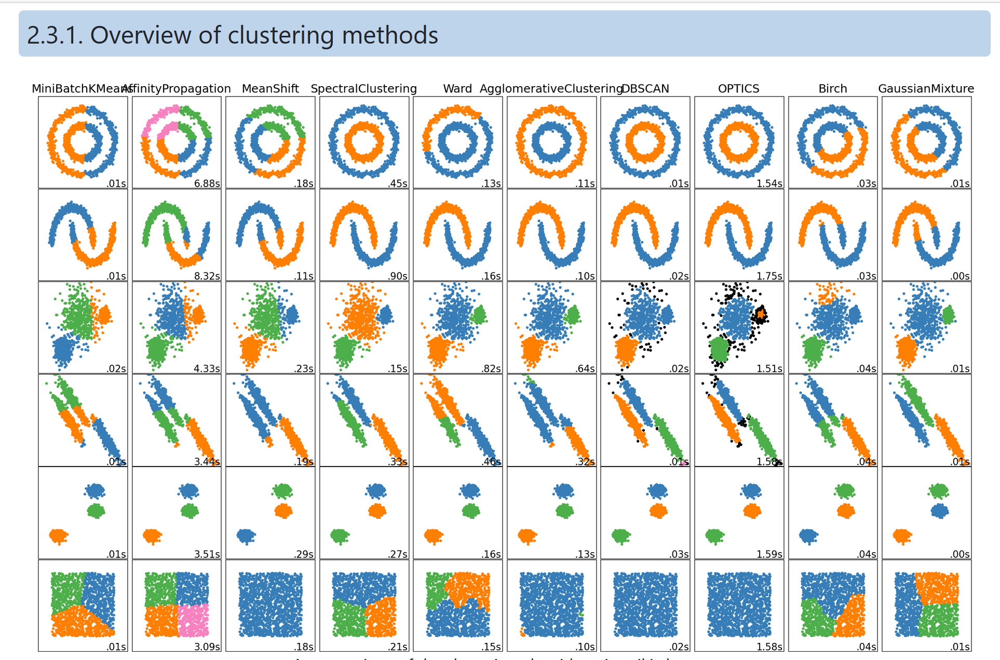 2.3.1. Overview of clustering methods
MiniBatchKMeans AffinityPropagation MeanShift SpectralClustering Ward AgglomerativeClustering DBSCAN OPTICS Birch GaussianMixture
.01s 6.88s .18s .45s .13s .11s .01s 1.54s .03s .01s
.01s 8.32s .11s .90s .16s .10s .02s 1.75s .03s .00s
.02s 4.33s .23s .15s .82s .64s .02s 1.51s .04s .01s
.01s 3.44s .19s .33s .46s .32s .01s 1.58s .04s .01s
.01s 3.51s .29s .27s .16s .13s .03s 1.59s .04s .00s
.01s 3.09s .18s .21s .15s .10s .02s 1.58s .04s .01s